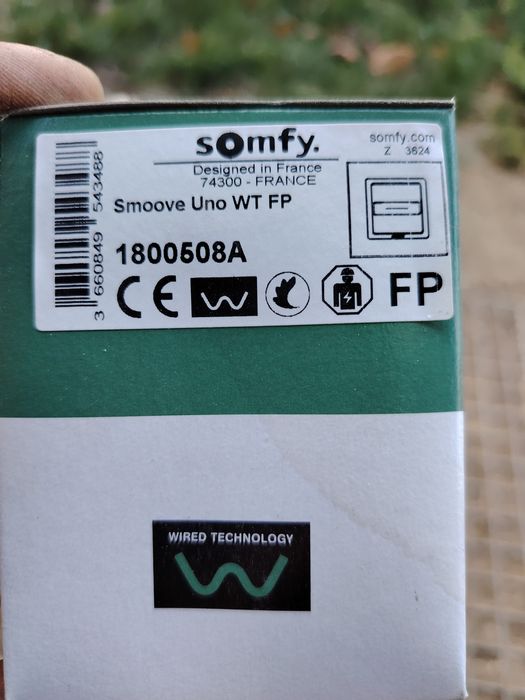 somfy.
somfy.com
Z 3624
Designed in France
74300 - FRANCE
Smoove Uno WT FP
1800508A
CE
FP
3 660849 543488
WIRED TECHNOLOGY